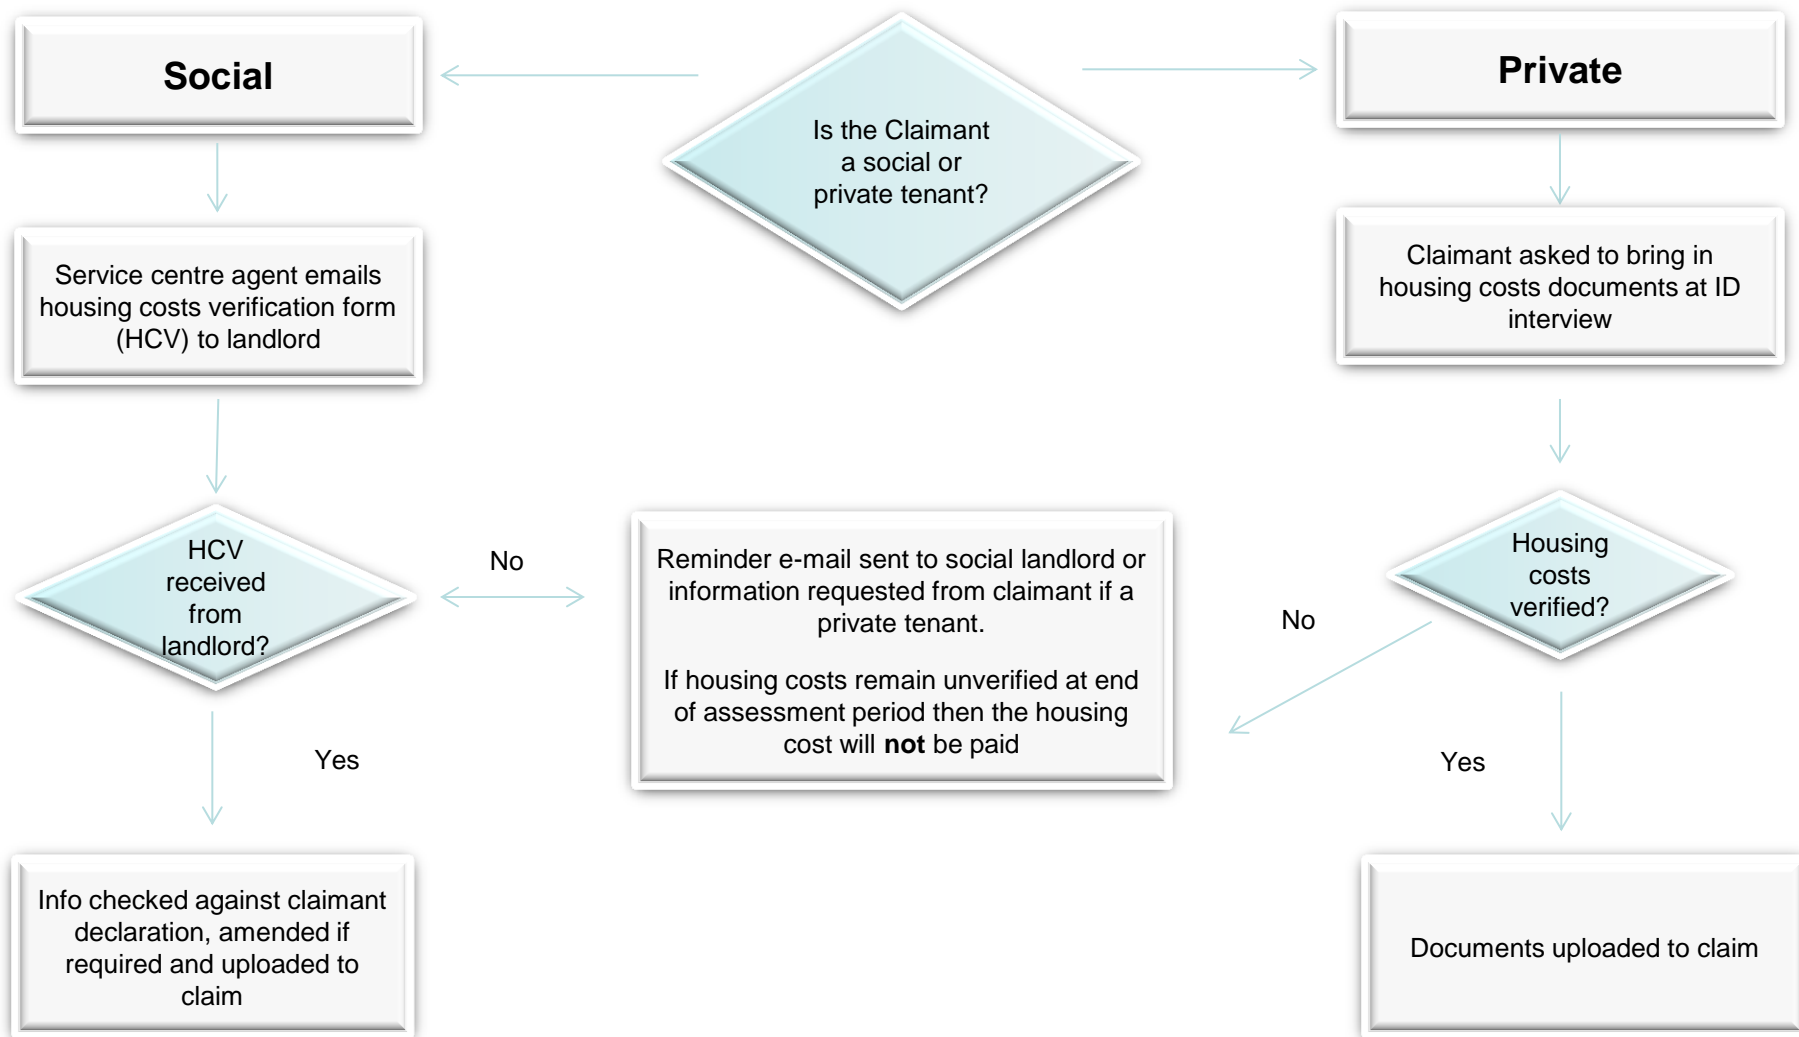 Social
Is the Claimant
a social or
private tenant?
Private
Service centre agent emails
housing costs verification form
(HCV) to landlord
Claimant asked to bring in
housing costs documents at ID
interview
HCV
received
from
landlord?
No
Reminder e-mail sent to social landlord or
information requested from claimant if a
private tenant.
If housing costs remain unverified at end
of assessment period then the housing
cost will not be paid
No
Housing
costs
verified?
Yes
Yes
Info checked against claimant
declaration, amended if
required and uploaded to
claim
Documents uploaded to claim